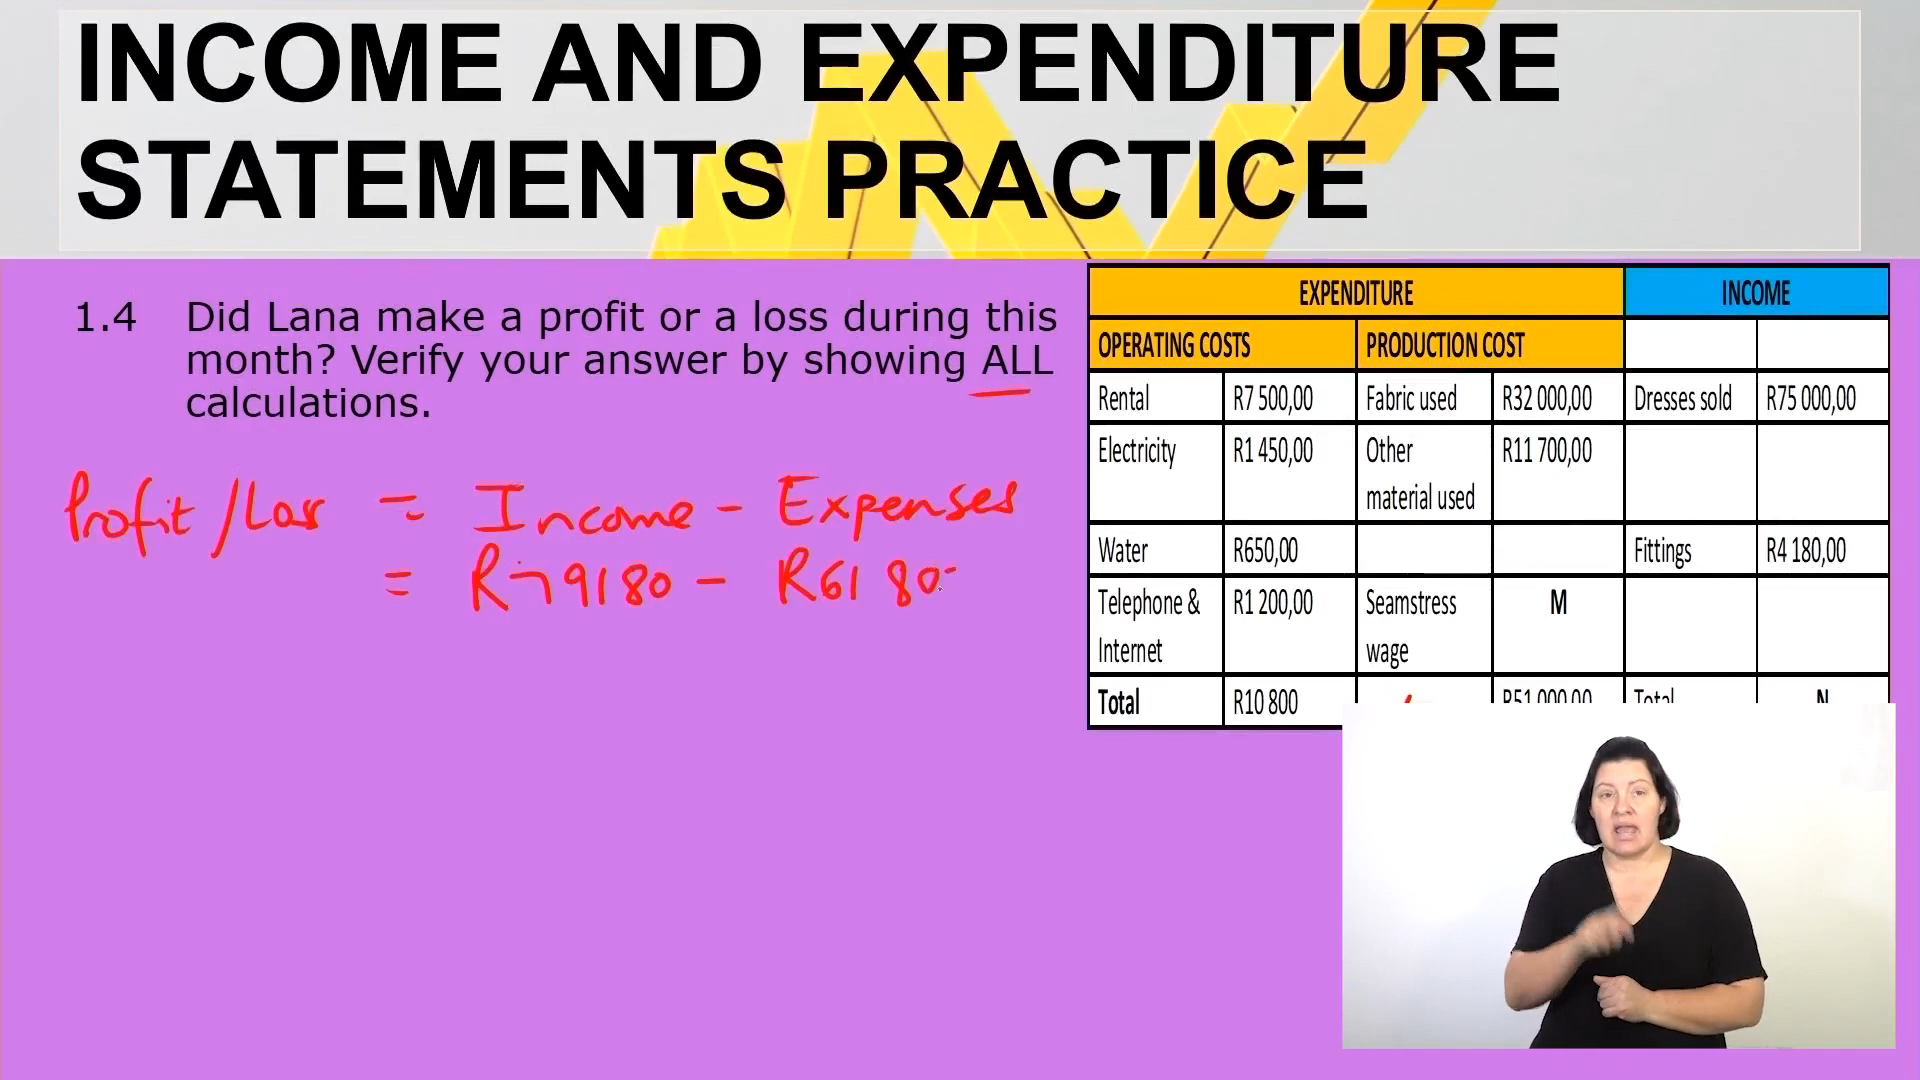 INCOME AND EXPENDITURE
STATEMENTS PRACTICE
1.4 Did Lana make a profit or a loss during this
month? Verify your answer by showing ALL
calculations.
Profit/Loss = Income - Expenses
= R79180 - R61 80
EXPENDITURE INCOME
OPERATING COSTS PRODUCTION COST
Rental R7 500,00 Fabric used R32 000,00 Dresses sold R75 000,00
Electricity R1 450,00 Other R11 700,00
material used
Water R650,00 Fittings R4 180,00
Telephone & R1 200,00 Seamstress M
Internet wage
Total R10 800 R51 000,00 Total N